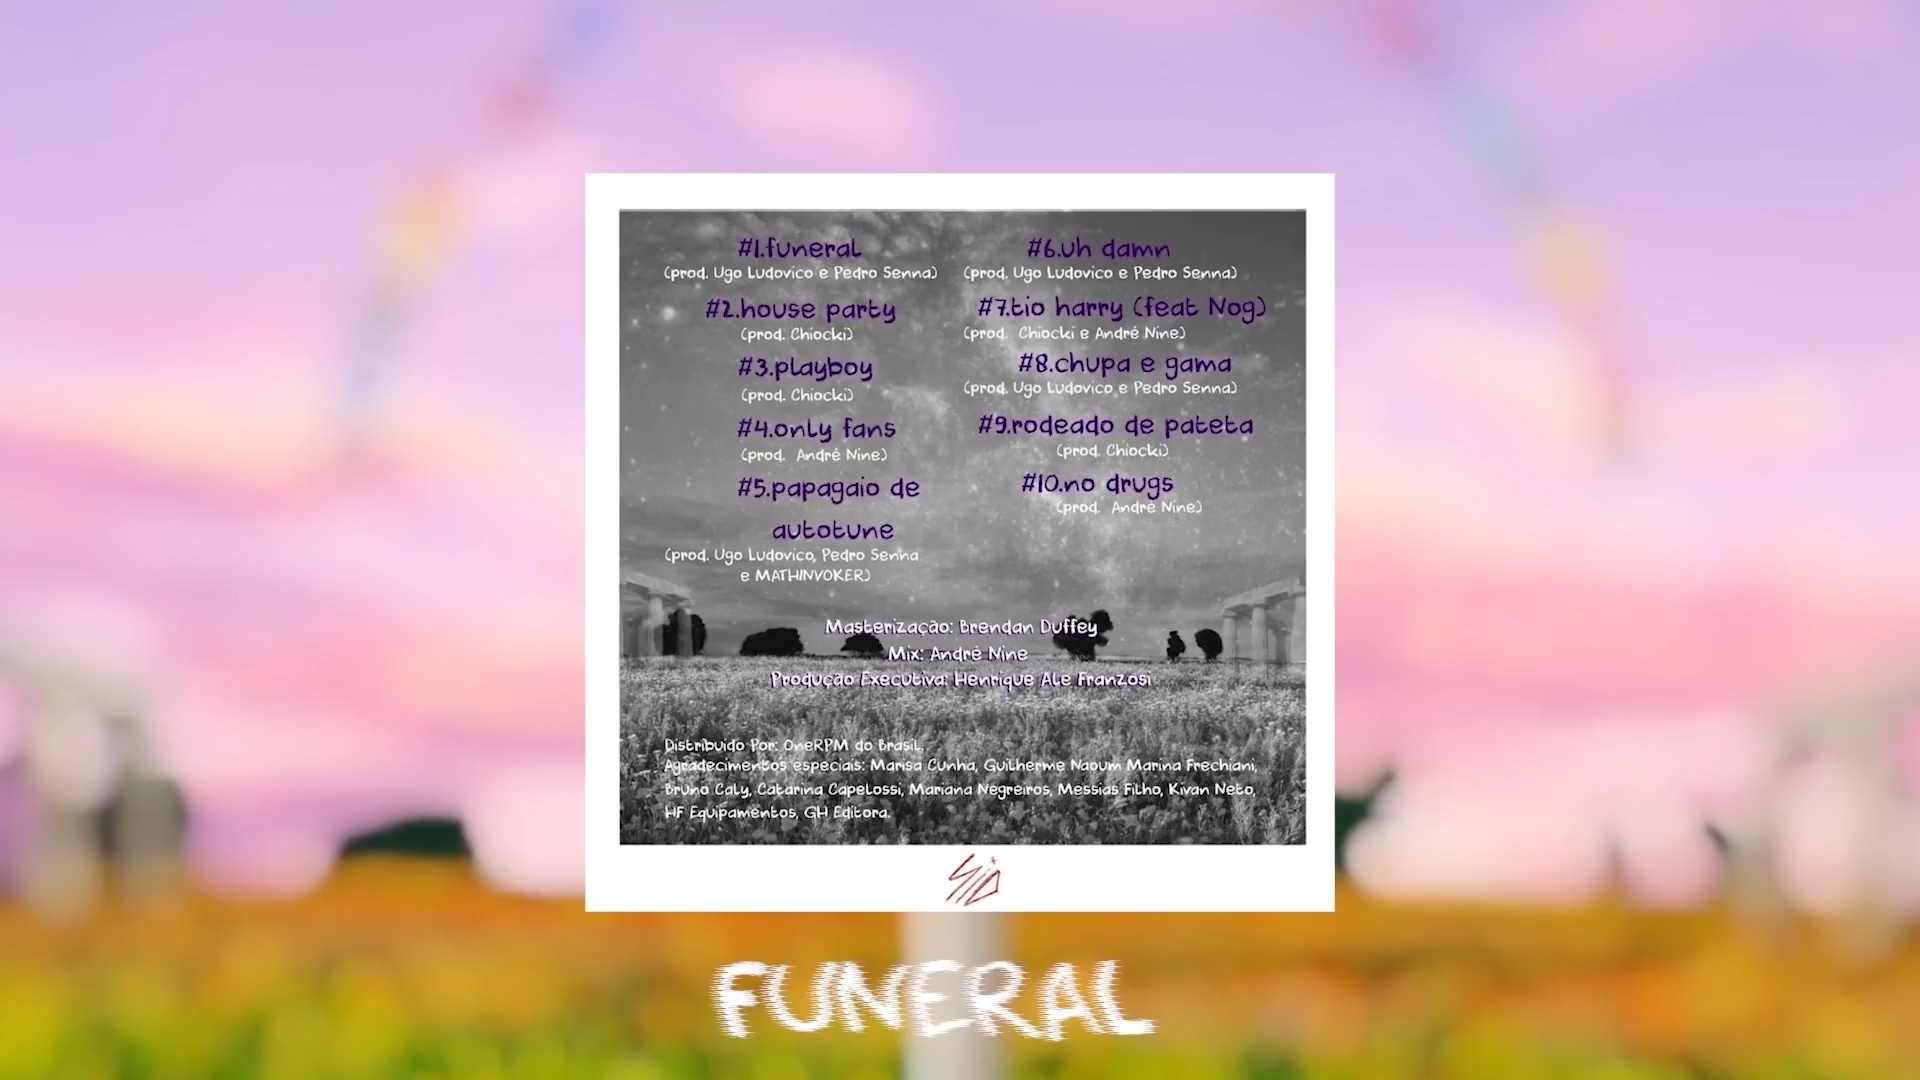 #1.funeral
(prod. Ugo Ludovico e Pedro Senna)
#2.house party
(prod. Chiocki)
#3.playboy
(prod. Chiocki)
#4.only fans
(prod. André Nine)
#5.papagaio de
autotune
(prod. Ugo Ludovico, Pedro Senna
e MATHINVOKER)
#6.uh damn
(prod. Ugo Ludovico e Pedro Senna)
#7.tio harry (feat Nog)
(prod. Chiocki e André Nine)
#8.chupa e gama
(prod. Ugo Ludovico e Pedro Senna)
#9.rodeado de pateta
(prod. Chiocki)
#10.no drugs
(prod. André Nine)
Masterização: Brendan Duffey
Mix: André Nine
Produção Executiva: Henrique Ale Franzosi
Distribuido Por: OneRPM do Brasil.
Agradecimentos especiais: Marisa Cunha, Guilherme Naoum Marina Frechiani,
Bruno Caly, Catarina Capelossi, Mariana Negreiros, Messias Filho, Kivan Neto,
HF Equipamentos, GH Editora.
SiD
FUNERAL